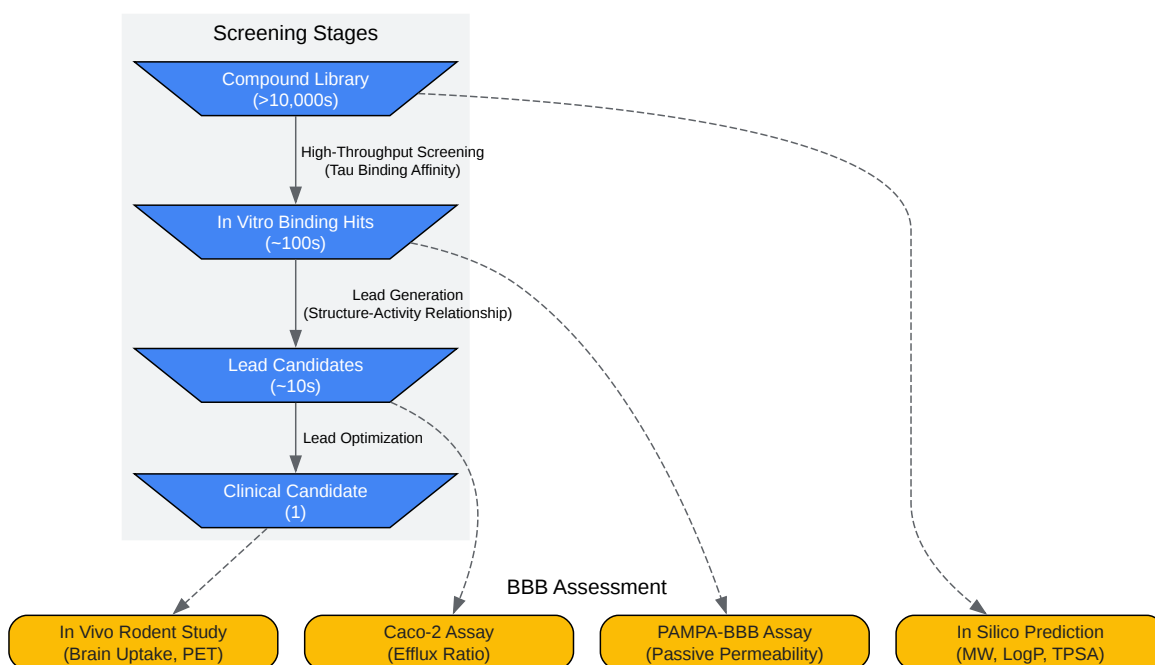 Screening Stages
Compound Library
(>10,000s)
High-Throughput Screening
(Tau Binding Affinity)
In Vitro Binding Hits
(~100s)
Lead Generation
(Structure-Activity Relationship)
Lead Candidates
(~10s)
Lead Optimization
Clinical Candidate
(1)
BBB Assessment
In Vivo Rodent Study
(Brain Uptake, PET)
Caco-2 Assay
(Efflux Ratio)
PAMPA-BBB Assay
(Passive Permeability)
In Silico Prediction
(MW, LogP, TPSA)